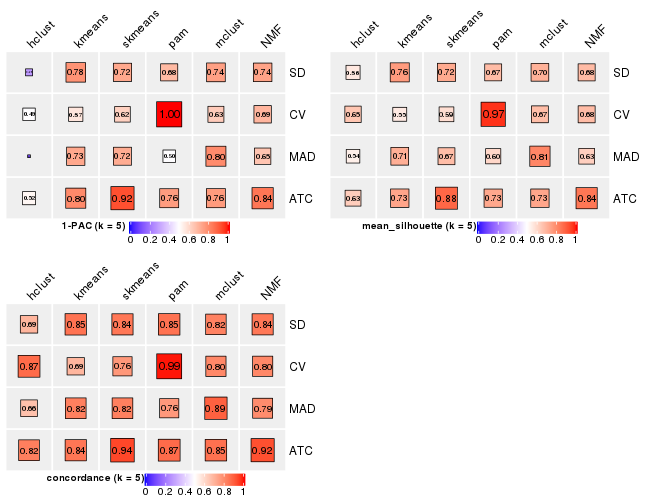 hclust kmeans skmeans pam mclust NMF
0.78 0.72 0.68 0.74 0.74 SD
0.49 0.57 0.62 1.00 0.63 0.69 CV
0.73 0.72 0.50 0.80 0.65 MAD
0.52 0.80 0.92 0.76 0.76 0.84 ATC
1-PAC (k = 5)
0 0.2 0.4 0.6 0.8 1
hclust kmeans skmeans pam mclust NMF
0.56 0.76 0.72 0.67 0.70 0.68 SD
0.65 0.55 0.59 0.97 0.67 0.68 CV
0.54 0.71 0.67 0.60 0.81 0.63 MAD
0.63 0.73 0.88 0.73 0.73 0.84 ATC
mean_silhouette (k = 5)
0 0.2 0.4 0.6 0.8 1
hclust kmeans skmeans pam mclust NMF
0.69 0.85 0.84 0.85 0.82 0.84 SD
0.87 0.69 0.76 0.99 0.80 0.80 CV
0.66 0.82 0.82 0.76 0.89 0.79 MAD
0.82 0.84 0.94 0.87 0.85 0.92 ATC
concordance (k = 5)
0 0.2 0.4 0.6 0.8 1